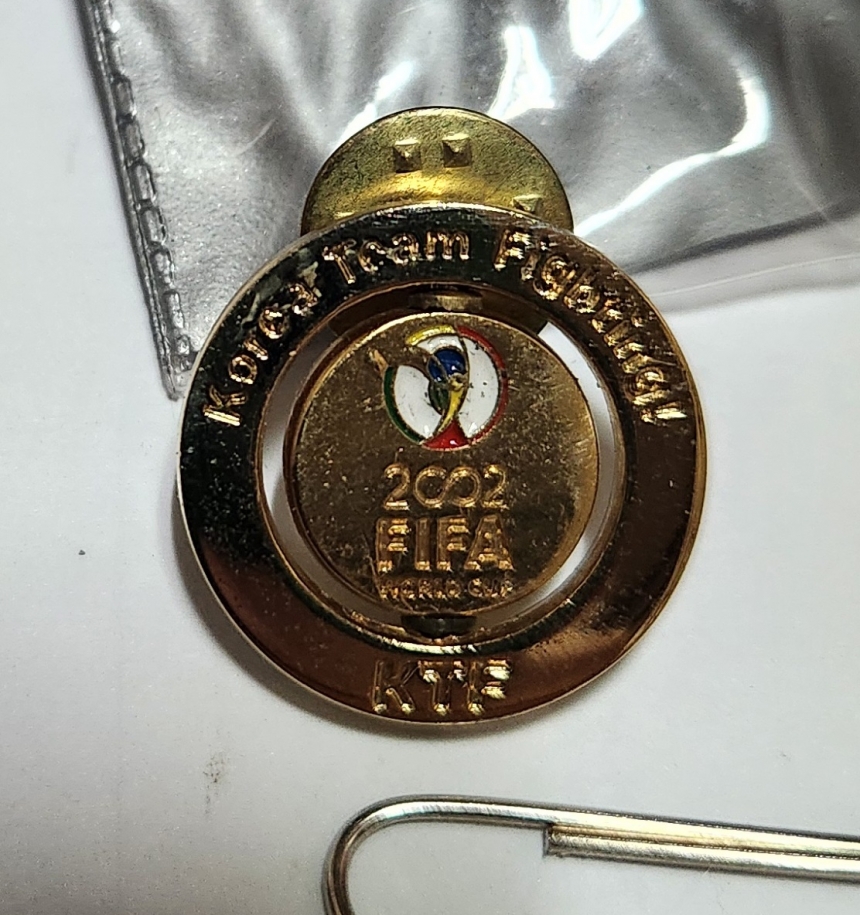 Korea Team Fighting!
2002
FIFA
WORLD CUP
KTF